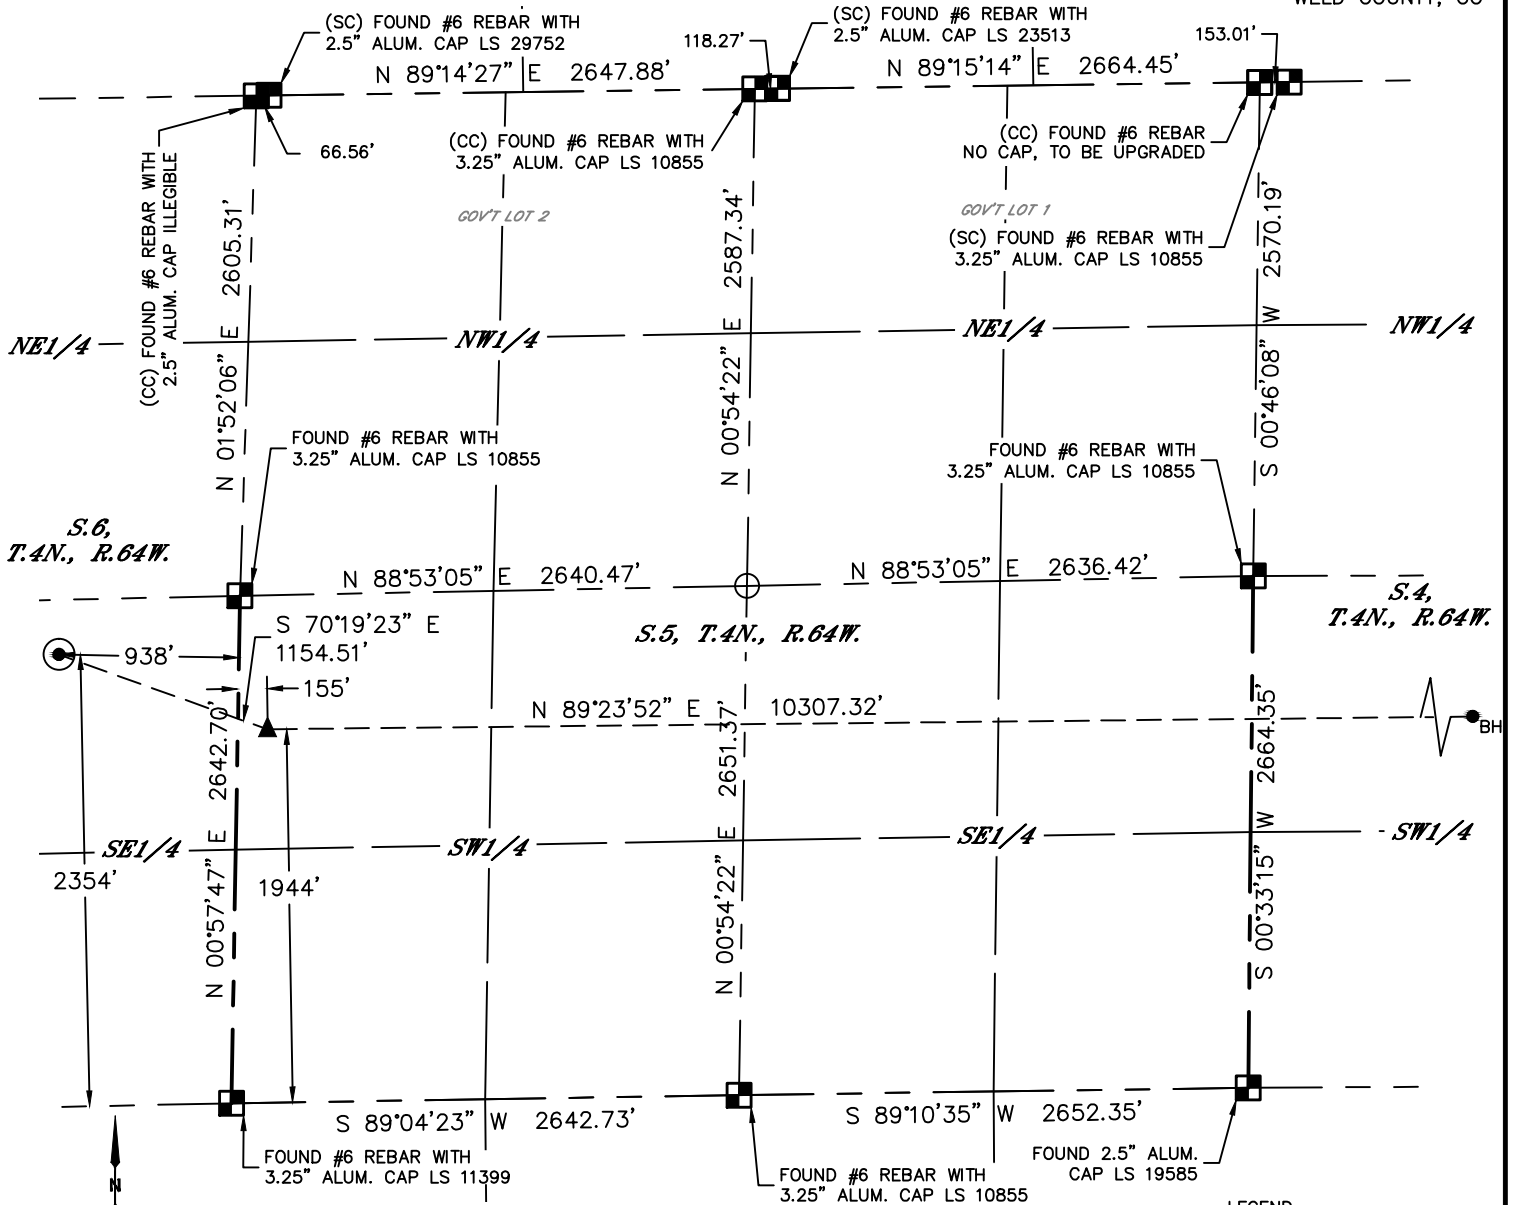 (SC) FOUND #6 REBAR WITH
2.5" ALUM. CAP LS 29752
(SC) FOUND #6 REBAR WITH
2.5" ALUM. CAP LS 23513
118.27'
153.01'
N 89°14'27" E 2647.88'
N 89°15'14" E 2664.45'
66.56'
(CC) FOUND #6 REBAR WITH
3.25" ALUM. CAP LS 10855
(CC) FOUND #6 REBAR
NO CAP, TO BE UPGRADED
(CC) FOUND #6 REBAR WITH
2.5" ALUM. CAP ILLEGIBLE
GOV'T LOT 2
GOV'T LOT 1
(SC) FOUND #6 REBAR WITH
3.25" ALUM. CAP LS 10855
N 01°52'06" E 2605.31'
N 00°54'22" E 2587.34'
S 00°46'08" W 2570.19'
NE1/4
NW1/4
NE1/4
NW1/4
FOUND #6 REBAR WITH
3.25" ALUM. CAP LS 10855
FOUND #6 REBAR WITH
3.25" ALUM. CAP LS 10855
S.6,
T.4N., R.64W.
N 88°53'05" E 2640.47'
N 88°53'05" E 2636.42'
S.4,
T.4N., R.64W.
S.5, T.4N., R.64W.
S 70°19'23" E
1154.51'
938'
155'
N 89°23'52" E 10307.32'
BH
N 00°57'47" E 2642.70'
N 00°54'22" E 2651.37'
S 00°33'15" W 2664.35'
SE1/4
SW1/4
SE1/4
SW1/4
2354'
1944'
S 89°04'23" W 2642.73'
S 89°10'35" W 2652.35'
FOUND #6 REBAR WITH
3.25" ALUM. CAP LS 11399
FOUND #6 REBAR WITH
3.25" ALUM. CAP LS 10855
FOUND 2.5" ALUM.
CAP LS 19585
N